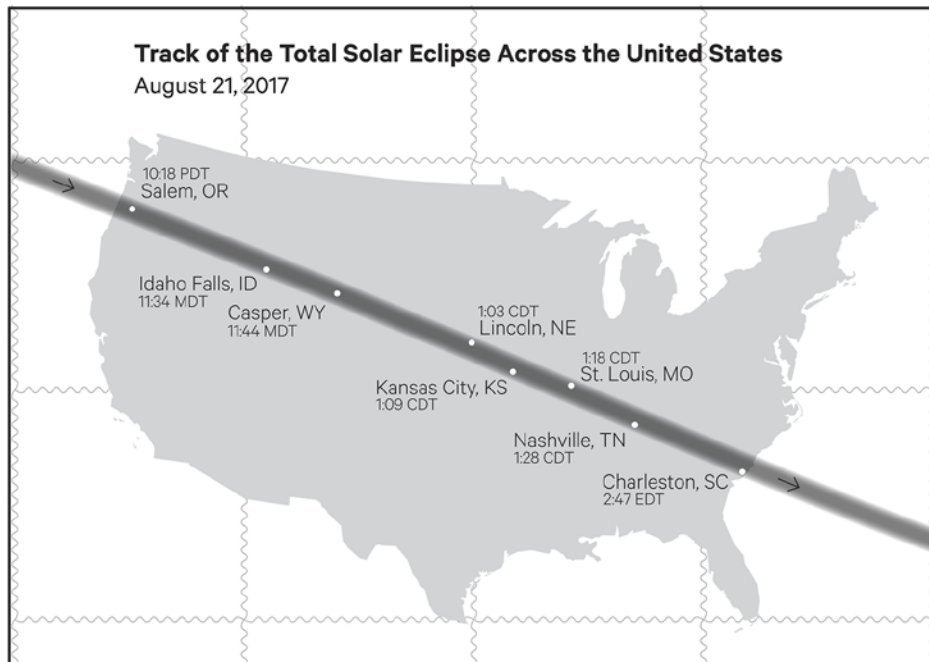 Track of the Total Solar Eclipse Across the United States
August 21, 2017
10:18 PDT
Salem, OR
Idaho Falls, ID
11:34 MDT
Casper, WY
11:44 MDT
1:03 CDT
Lincoln, NE
1:18 CDT
St. Louis, MO
Kansas City, KS
1:09 CDT
Nashville, TN
1:28 CDT
Charleston, SC
2:47 EDT